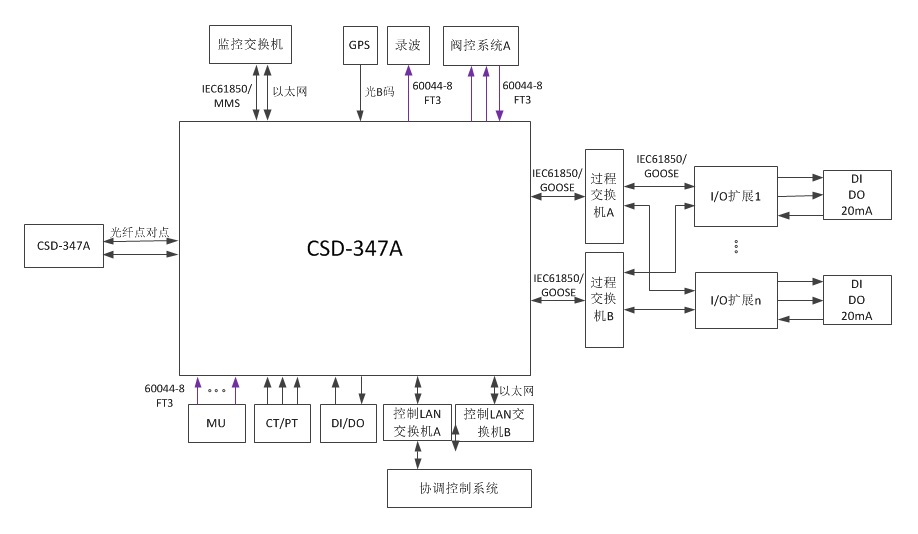 监控交换机
GPS
录波
阀控系统A
IEC61850/
MMS
以太网
光B码
60044-8
FT3
60044-8
FT3
IEC61850/
GOOSE
过程
交换
机A
IEC61850/
GOOSE
I/O扩展1
DI
DO
20mA
CSD-347A
光纤点对点
CSD-347A
IEC61850/
GOOSE
过程
交换
机B
I/O扩展n
DI
DO
20mA
60044-8
FT3
以太网
MU
CT/PT
DI/DO
控制LAN
交换机A
控制LAN交
换机B
协调控制系统